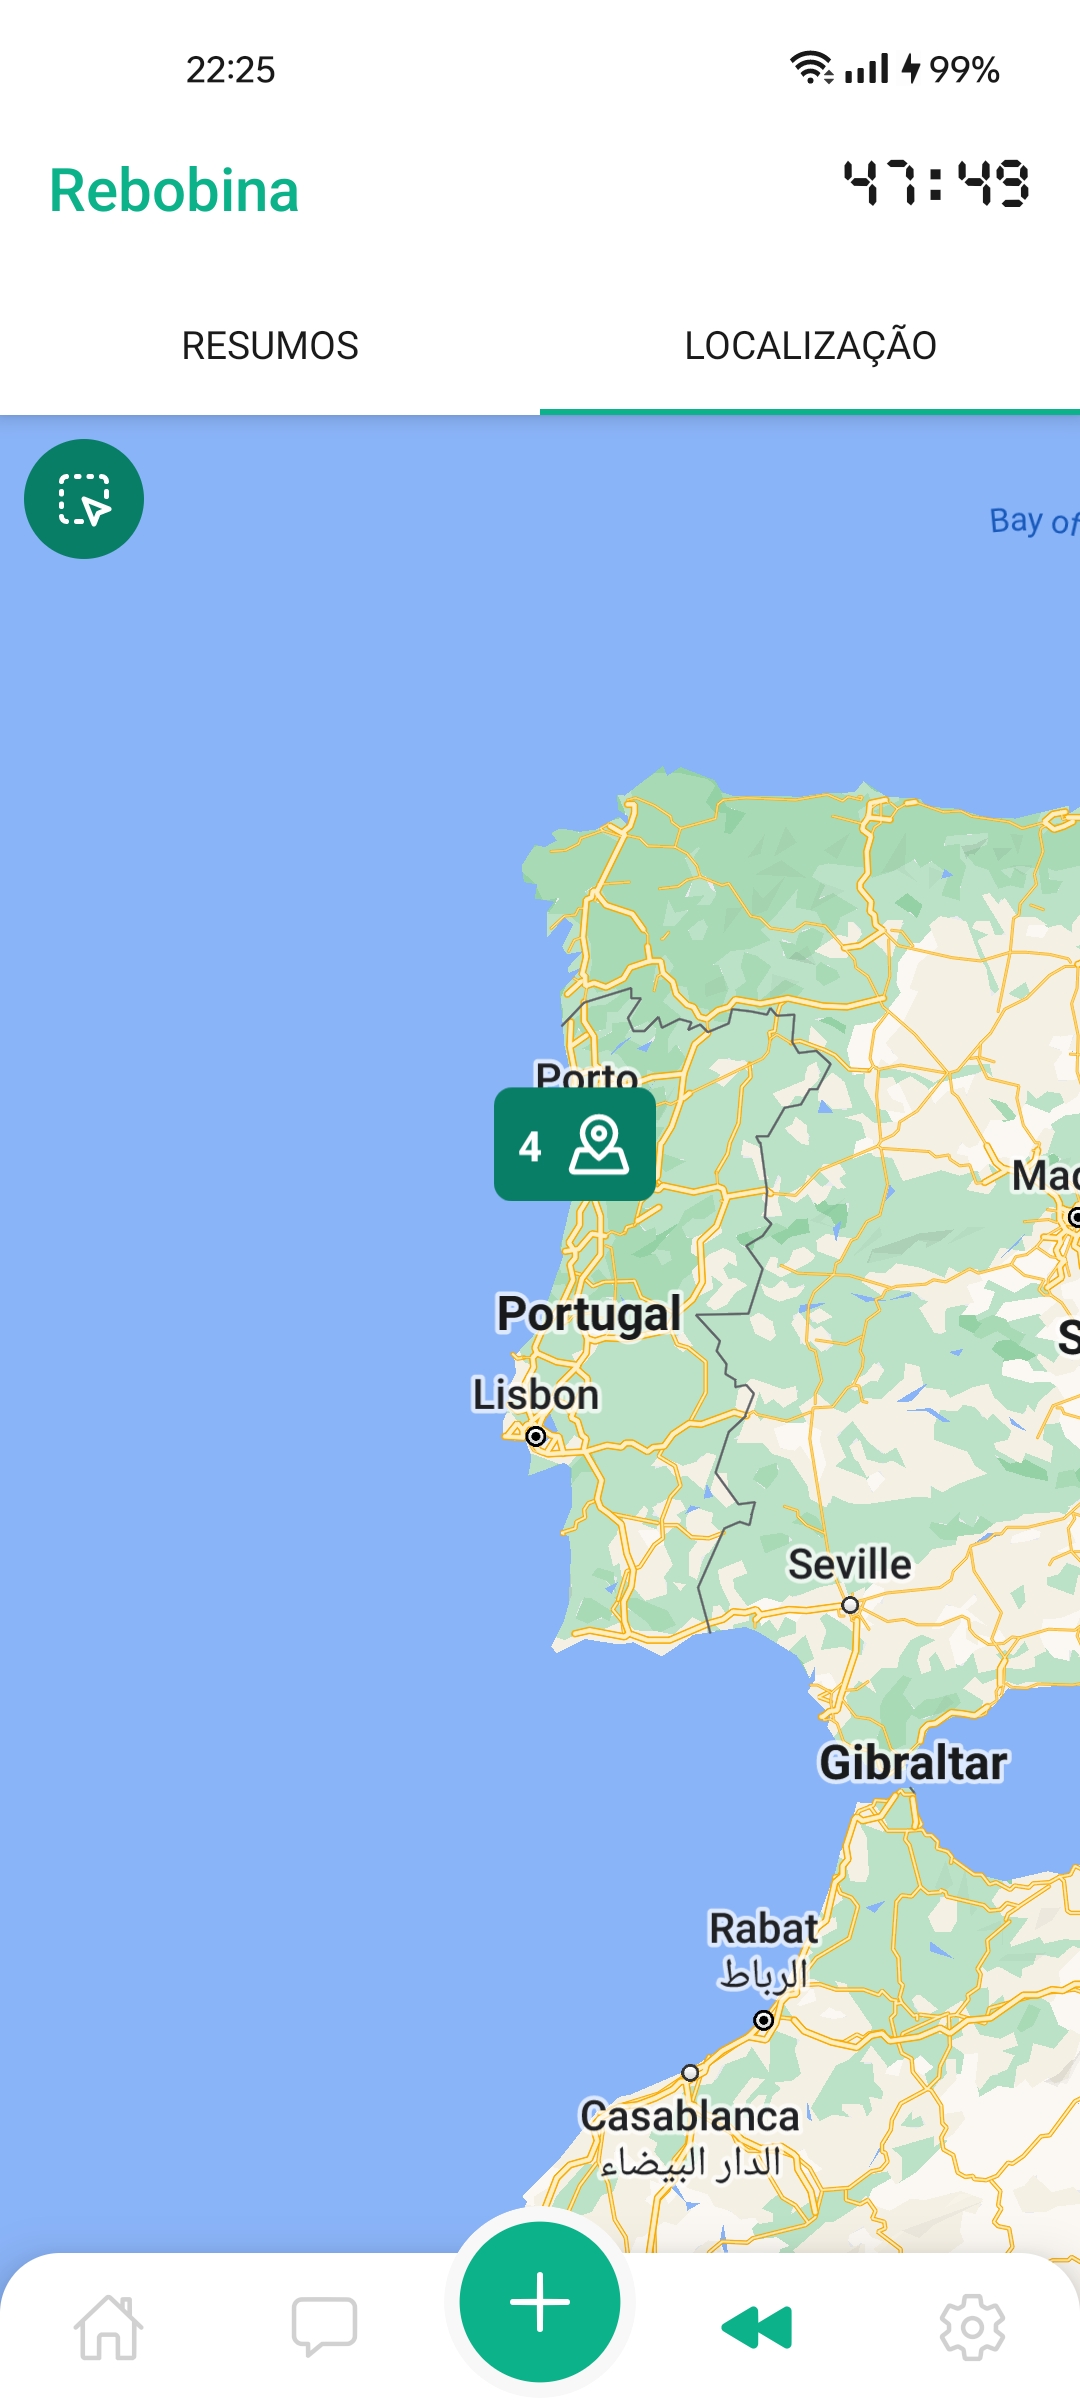 22:25
99%
Rebobina
47:49
RESUMOS
LOCALIZAÇÃO
Bay of
Porto
4
Mad
Portugal
S
Lisbon
Seville
Gibraltar
Rabat
الرباط
Casablanca
الدار البيضاء